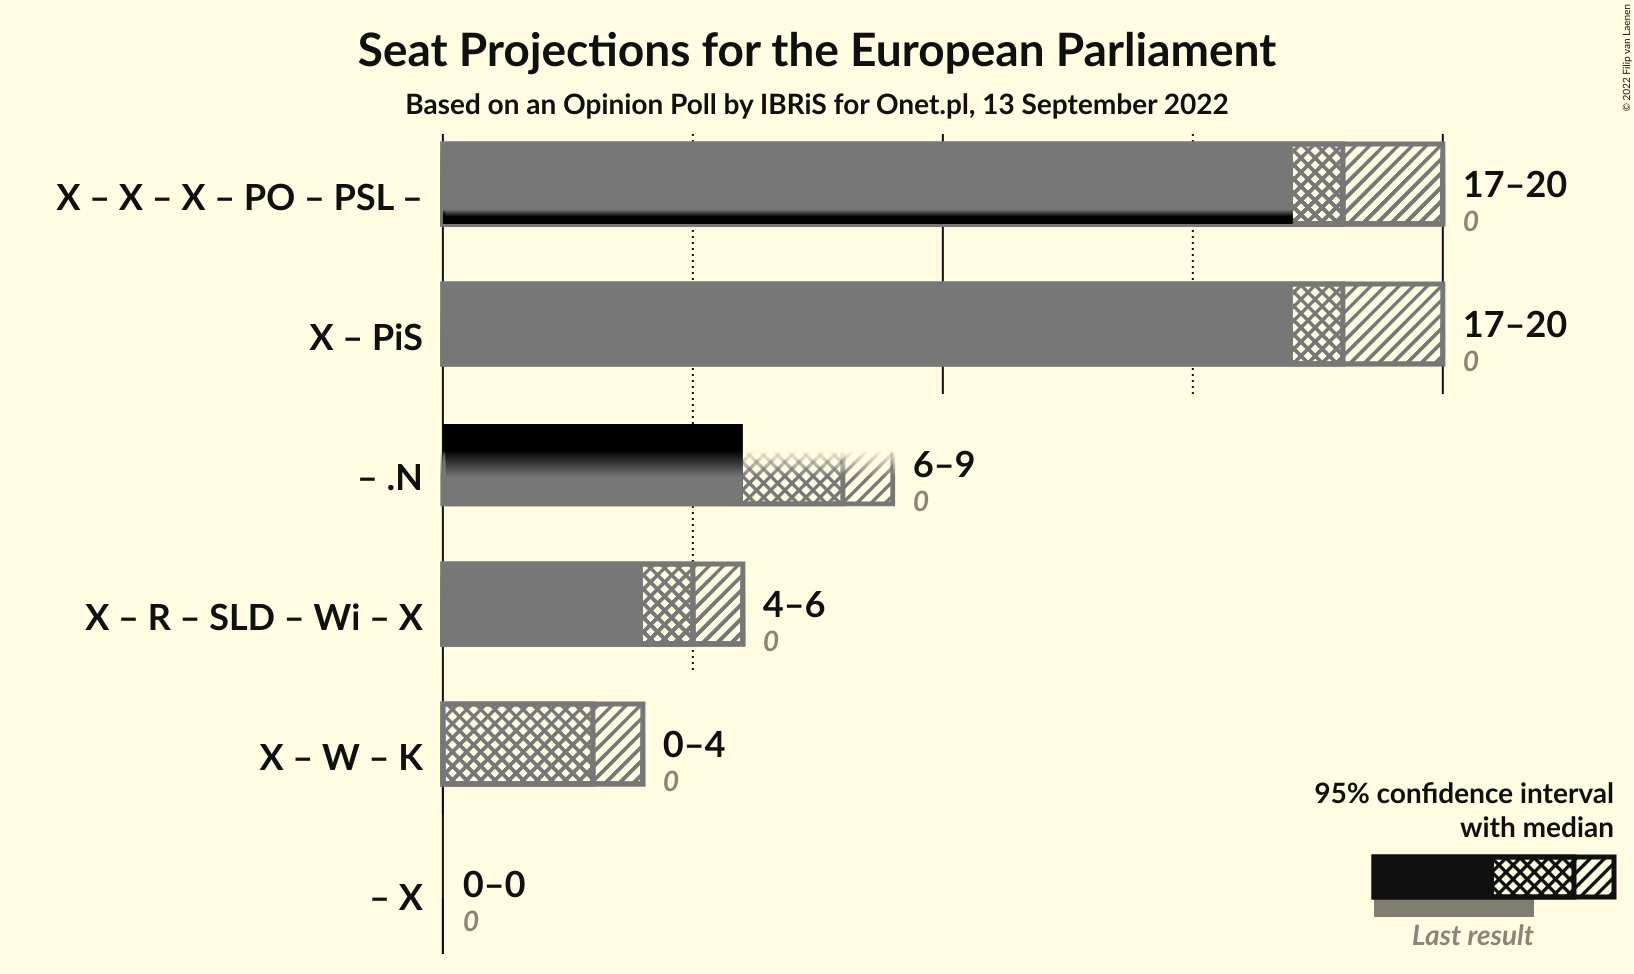 Seat Projections for the European Parliament
Based on an Opinion Poll by IBRiS for Onet.pl, 13 September 2022
© 2022 Filip van Laenen
X – X – X – PO – PSL –
17–20
0
X – PiS
17–20
0
– .N
6–9
0
X – R – SLD – Wi – X
4–6
0
X – W – K
0–4
0
– X
0–0
0
95% confidence interval
with median
Last result